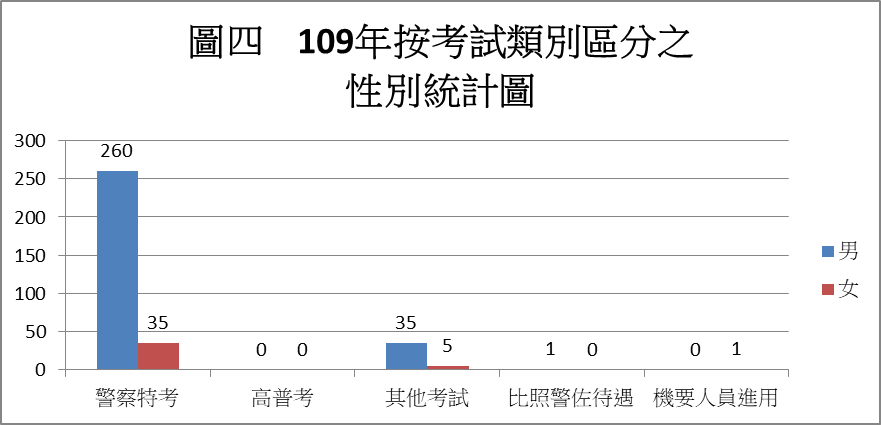 圖四　109年按考試類別區分之
性別統計圖
300
250
200
150
100
50
0
260
35
0
0
35
5
1
0
0
1
警察特考
高普考
其他考試
比照警佐待遇
機要人員進用
男
女